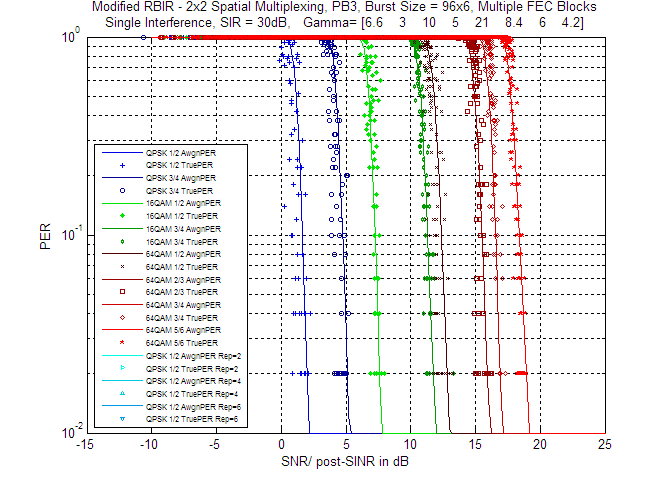 Modified RBIR - 2x2 Spatial Multiplexing, PB3, Burst Size = 96x6, Multiple FEC Blocks
Single Interference, SIR = 30dB, Gamma= [6.6 3 10 5 21 8.4 6 4.2]
10^0
10^-1
10^-2
PER
QPSK 1/2 AwgnPER
QPSK 1/2 TruePER
QPSK 3/4 AwgnPER
QPSK 3/4 TruePER
16QAM 1/2 AwgnPER
16QAM 1/2 TruePER
16QAM 3/4 AwgnPER
16QAM 3/4 TruePER
64QAM 1/2 AwgnPER
64QAM 1/2 TruePER
64QAM 2/3 AwgnPER
64QAM 2/3 TruePER
64QAM 3/4 AwgnPER
64QAM 3/4 TruePER
64QAM 5/6 AwgnPER
64QAM 5/6 TruePER
QPSK 1/2 AwgnPER Rep=2
QPSK 1/2 TruePER Rep=2
QPSK 1/2 AwgnPER Rep=4
QPSK 1/2 TruePER Rep=4
QPSK 1/2 AwgnPER Rep=6
QPSK 1/2 TruePER Rep=6
-15 -10 -5 0 5 10 15 20 25
SNR/ post-SINR in dB